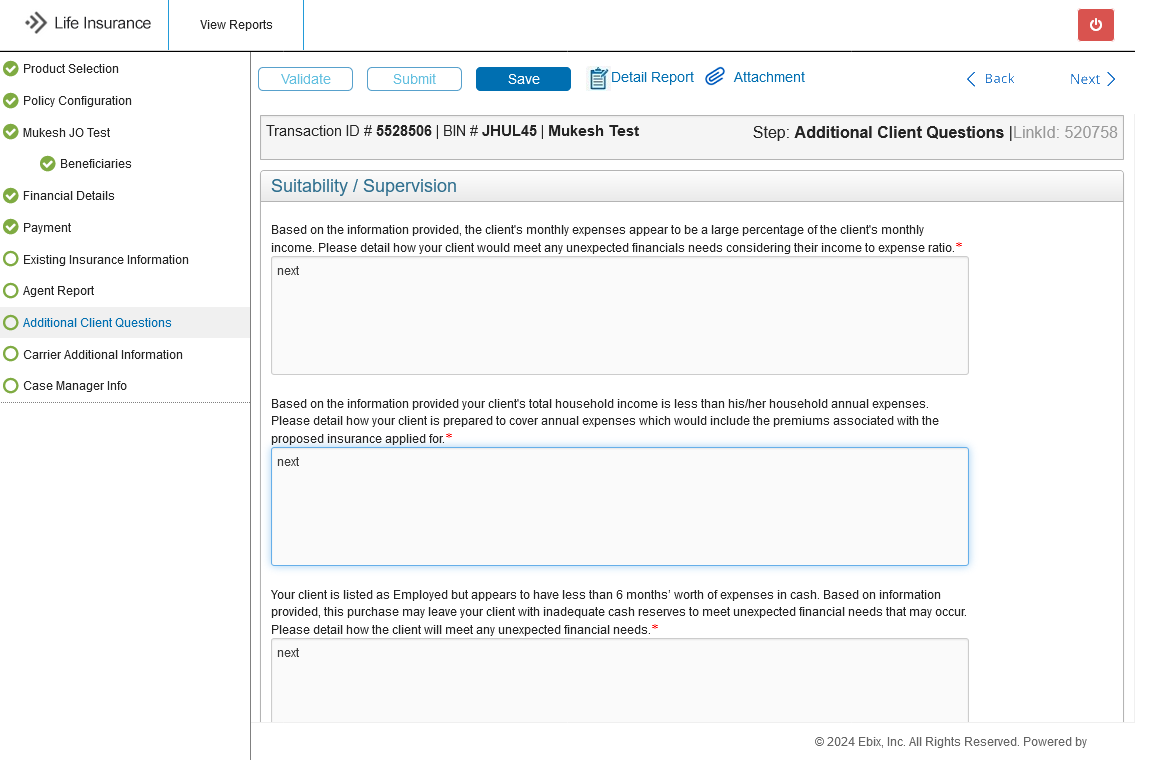 Life Insurance
View Reports
Product Selection
Policy Configuration
Mukesh JO Test
Beneficiaries
Financial Details
Payment
Existing Insurance Information
Agent Report
Additional Client Questions
Carrier Additional Information
Case Manager Info
Validate
Submit
Save
Detail Report
Attachment
Back
Next
Transaction ID # 5528506 | BIN # JHUL45 | Mukesh Test
Step: Additional Client Questions |LinkId: 520758
Suitability / Supervision
Based on the information provided, the client's monthly expenses appear to be a large percentage of the client's monthly
income. Please detail how your client would meet any unexpected financials needs considering their income to expense ratio.*
next
Based on the information provided your client's total household income is less than his/her household annual expenses.
Please detail how your client is prepared to cover annual expenses which would include the premiums associated with the
proposed insurance applied for.*
next
Your client is listed as Employed but appears to have less than 6 months’ worth of expenses in cash. Based on information
provided, this purchase may leave your client with inadequate cash reserves to meet unexpected financial needs that may occur.
Please detail how the client will meet any unexpected financial needs.*
next
© 2024 Ebix, Inc. All Rights Reserved. Powered by